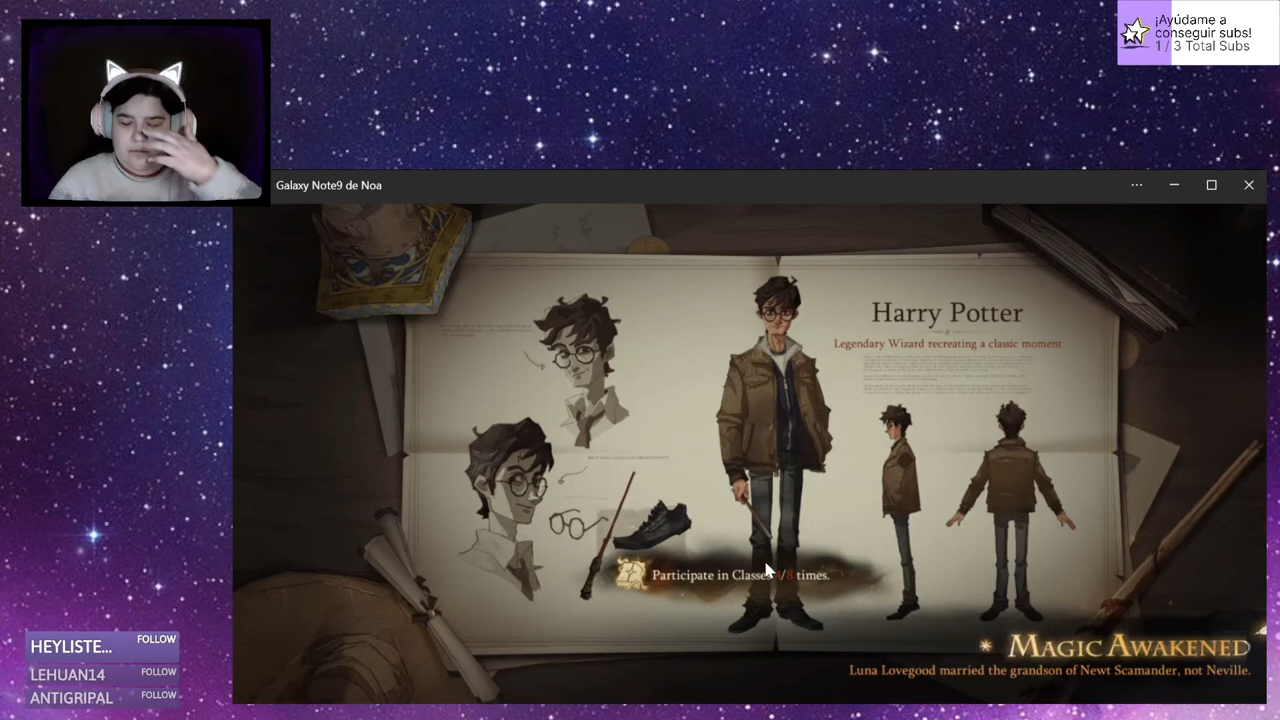 ¡Ayúdame a
conseguir subs!
1 / 3 Total Subs
Galaxy Note9 de Noa
Harry Potter
Legendary Wizard recreating a classic moment
Participate in Classes /8 times.
MAGIC AWAKENED
Luna Lovegood married the grandson of Newt Scamander, not Neville.
HEYLISTE... FOLLOW
LEHUAN14 FOLLOW
ANTIGRIPAL FOLLOW